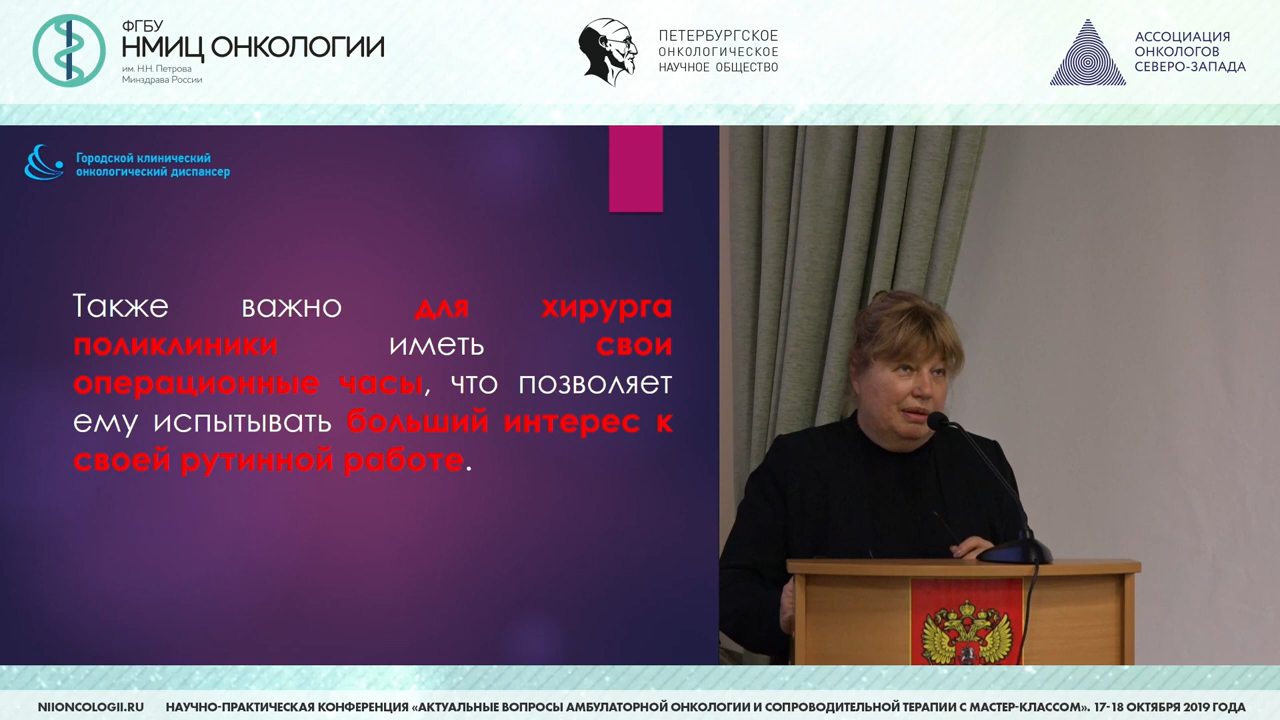 ФГБУ
НМИЦ ОНКОЛОГИИ
им. Н.Н. Петрова
Минздрава России
ПЕТЕРБУРГСКОЕ
ОНКОЛОГИЧЕСКОЕ
НАУЧНОЕ ОБЩЕСТВО
АССОЦИАЦИЯ
ОНКОЛОГОВ
СЕВЕРО-ЗАПАДА
Городской клинический
онкологический диспансер
Также важно для хирурга
поликлиники иметь свои
операционные часы, что позволяет
ему испытывать больший интерес к
своей рутинной работе.
NIIONCOLOGII.RU НАУЧНО-ПРАКТИЧЕСКАЯ КОНФЕРЕНЦИЯ «АКТУАЛЬНЫЕ ВОПРОСЫ АМБУЛАТОРНОЙ ОНКОЛОГИИ И СОПРОВОДИТЕЛЬНОЙ ТЕРАПИИ С МАСТЕР-КЛАССОМ». 17-18 ОКТЯБРЯ 2019 ГОДА